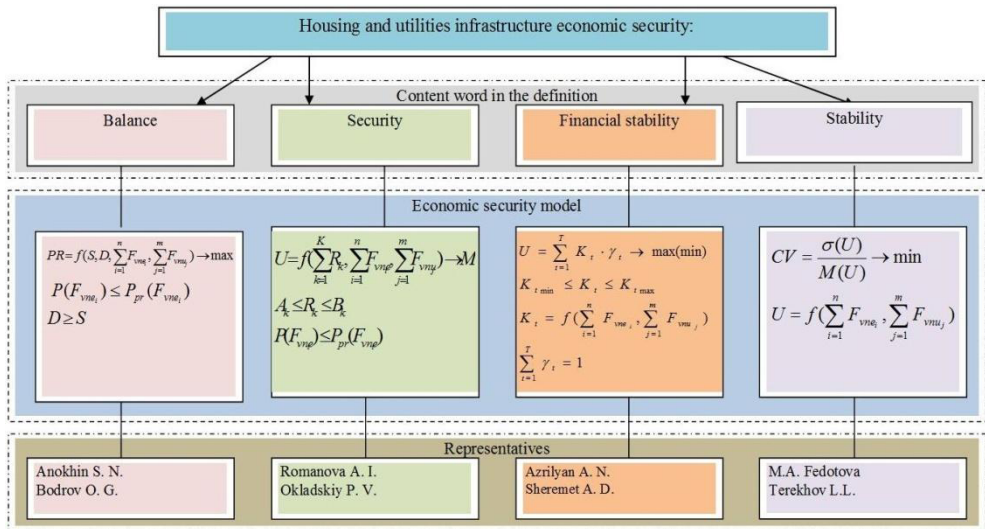 Housing and utilities infrastructure economic security:
Content word in the definition
Balance
Security
Financial stability
Stability
Economic security model
PR=f(S,D,∑_{i=1}^{n}F_{vne_i},∑_{j=1}^{m}F_{vnu_j})→max
P(F_{vne_i})≤P_{pr}(F_{vne_i})
D≥S
U=f(∑_{k=1}^{K}R_k,∑_{i=1}^{n}F_{vne_i},∑_{j=1}^{m}F_{vnu_j})→M
A_k≤R_k≤B_k
P(F_{vne_i})≤P_{pr}(F_{vne_i})
U=∑_{t=1}^{T}K_t·γ_t→max(min)
K_{t min}≤K_t≤K_{t max}
K_t=f(∑_{i=1}^{n}F_{vne_i},∑_{j=1}^{m}F_{vnu_j})
∑_{t=1}^{T}γ_t=1
CV=σ(U)/M(U)→min
U=f(∑_{i=1}^{n}F_{vne_i},∑_{j=1}^{m}F_{vnu_j})
Representatives
Anokhin S. N.
Bodrov O. G.
Romanova A. I.
Okladskiy P. V.
Azrilyan A. N.
Sheremet A. D.
M.A. Fedotova
Terekhov L.L.